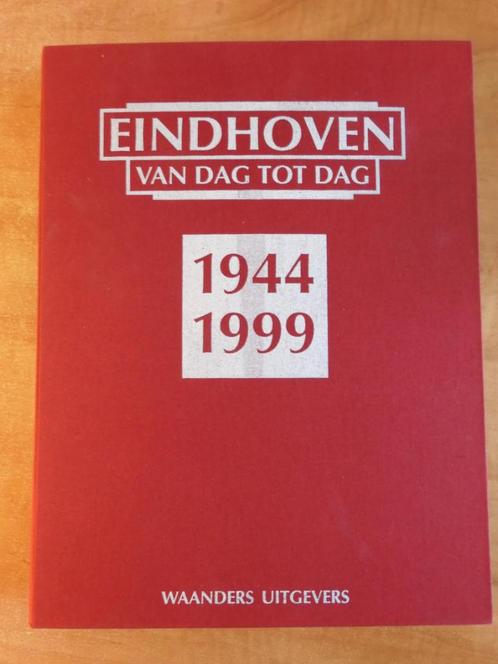 EINDHOVEN
VAN DAG TOT DAG
1944
1999
WAANDERS UITGEVERS